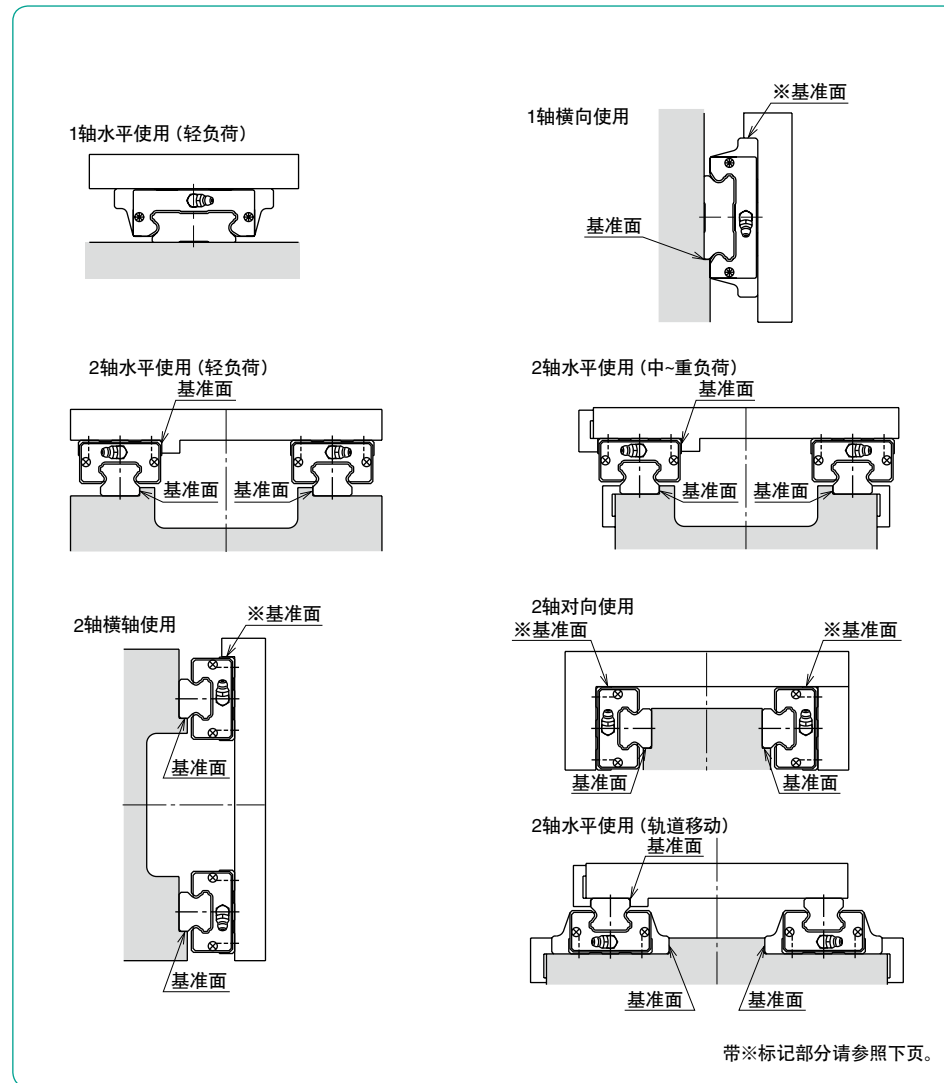 1轴水平使用（轻负荷）
1轴横向使用
※基准面
基准面
2轴水平使用（轻负荷）
基准面
基准面
基准面
2轴水平使用（中~重负荷）
基准面
基准面
基准面
2轴横轴使用
※基准面
基准面
基准面
2轴对向使用
※基准面
※基准面
基准面
基准面
2轴水平使用（轨道移动）
基准面
基准面
基准面
带※标记部分请参照下页。